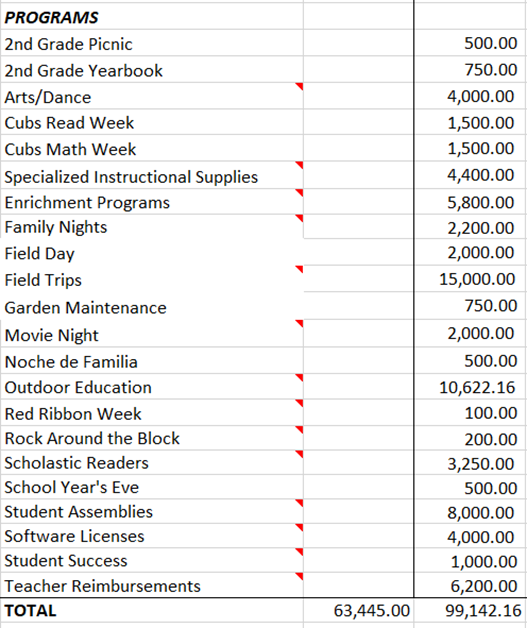 PROGRAMS
2nd Grade Picnic 500.00
2nd Grade Yearbook 750.00
Arts/Dance 4,000.00
Cubs Read Week 1,500.00
Cubs Math Week 1,500.00
Specialized Instructional Supplies 4,400.00
Enrichment Programs 5,800.00
Family Nights 2,200.00
Field Day 2,000.00
Field Trips 15,000.00
Garden Maintenance 750.00
Movie Night 2,000.00
Noche de Familia 500.00
Outdoor Education 10,622.16
Red Ribbon Week 100.00
Rock Around the Block 200.00
Scholastic Readers 3,250.00
School Year's Eve 500.00
Student Assemblies 8,000.00
Software Licenses 4,000.00
Student Success 1,000.00
Teacher Reimbursements 6,200.00
TOTAL 63,445.00 99,142.16